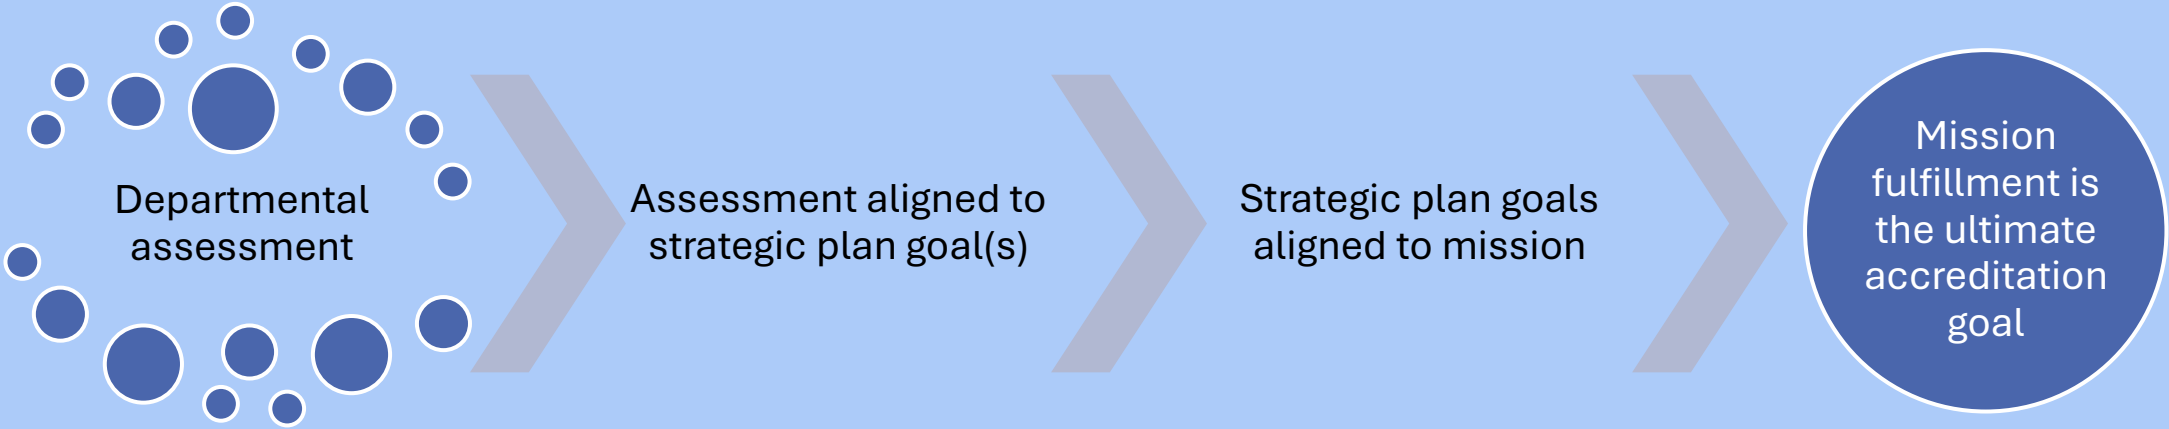 Departmental
assessment
Assessment aligned to
strategic plan goal(s)
Strategic plan goals
aligned to mission
Mission
fulfillment is
the ultimate
accreditation
goal